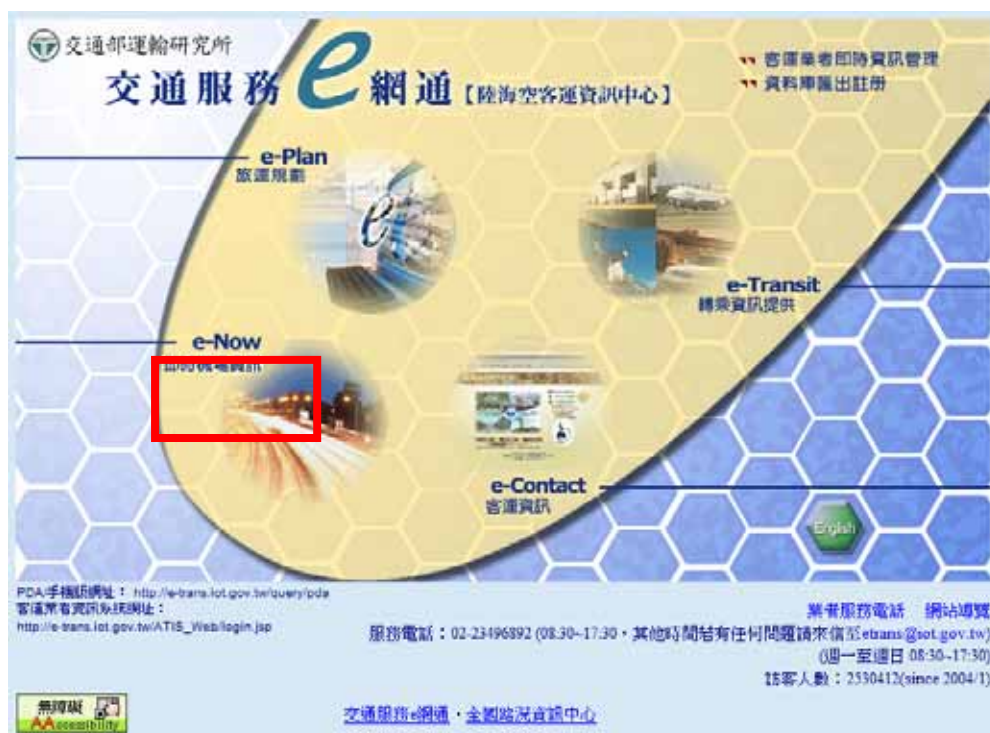 交通部運輸研究所
交通服務e網通【陸海空客運資訊中心】
客運業者即時資訊管理
資料庫匯出註冊
e-Plan
旅運規劃
e-Transit
轉乘資訊提供
e-Now
e-Contact
客運資訊
English
PDA/手機版網址： http://e-trans.iot.gov.tw/query/pda
客運業者資訊系統網址：
http://e-trans.iot.gov.tw/ATIS_Web/login.jsp
業者服務電話 網站導覽
服務電話：02-23496892 (08:30~17:30，其他時間若有任何問題請來信至etrans@iot.gov.tw)
(週一至週日 08:30~17:30)
訪客人數：2530412(since 2004/1)
無障礙
AAccessibility
交通服務e網通．全國路況資訊中心